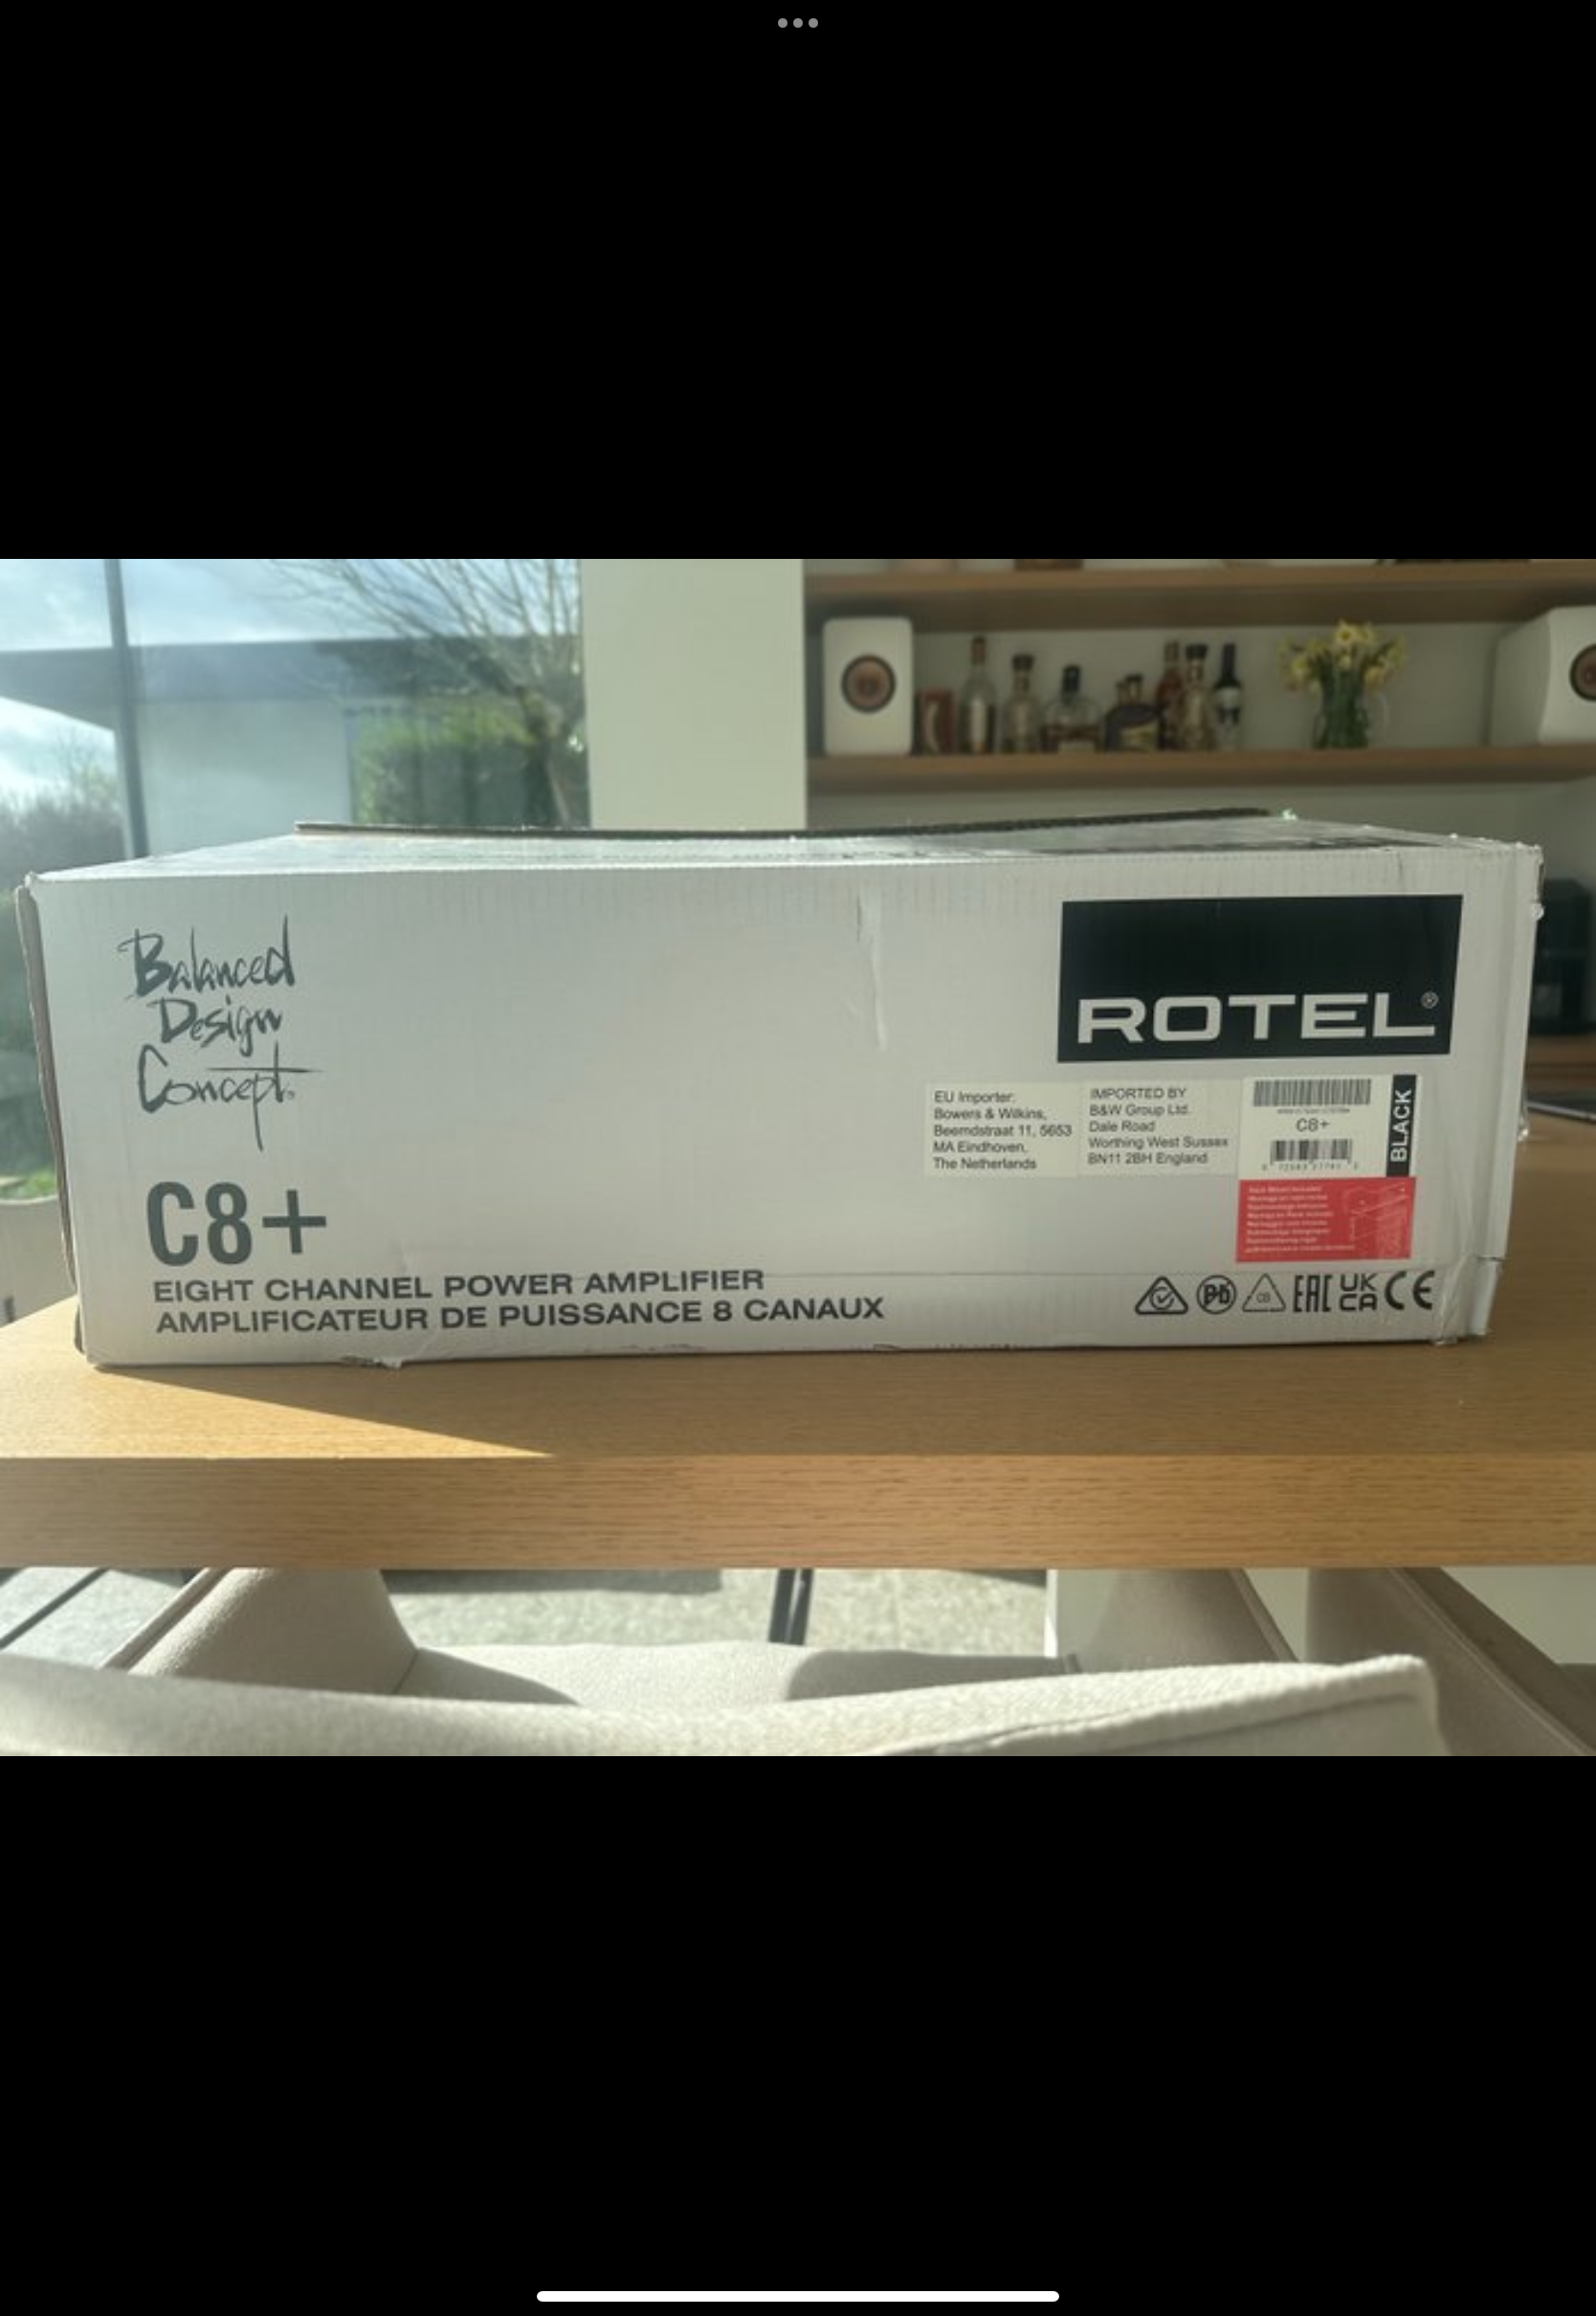 Balanced
Design
Concept
ROTEL®
EU Importer:
Bowers & Wilkins,
Beemdstraat 11, 5653
MA Eindhoven,
The Netherlands
IMPORTED BY
B&W Group Ltd.
Dale Road
Worthing West Sussex
BN11 2BH England
C8+
BLACK
C8+
EIGHT CHANNEL POWER AMPLIFIER
AMPLIFICATEUR DE PUISSANCE 8 CANAUX
CB
EAC
UK
CA
CE